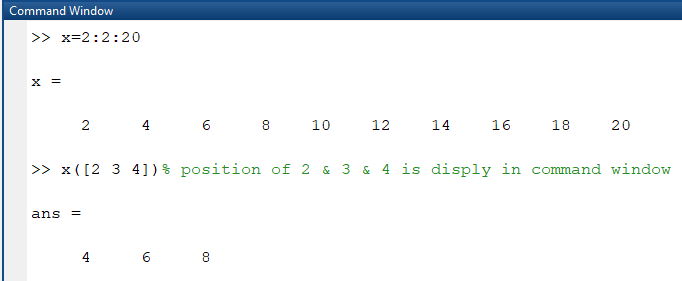 Command Window
>> x=2:2:20
x =
2 4 6 8 10 12 14 16 18 20
>> x([2 3 4])% position of 2 & 3 & 4 is disply in command window
ans =
4 6 8